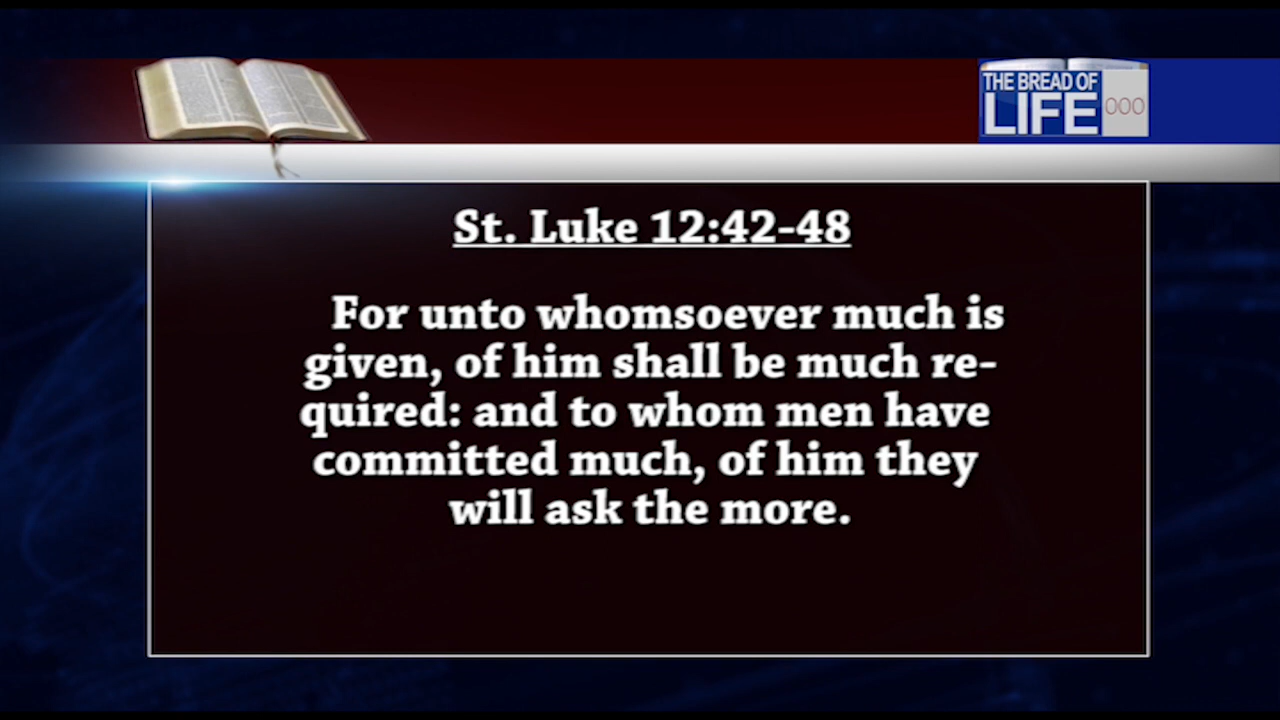 THE BREAD OF
LIFE
000
St. Luke 12:42-48
For unto whomsoever much is
given, of him shall be much re-
quired: and to whom men have
committed much, of him they
will ask the more.